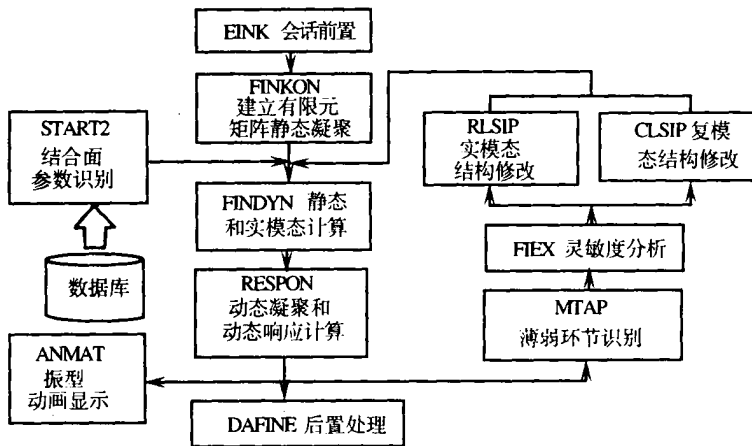 EINK 会话前置
FINKON
建立有限元
矩阵静态凝聚
START2
结合面
参数识别
数据库
RLSIP
实模态
结构修改
CLSIP 复模
态结构修改
FINDYN 静态
和实模态计算
FIEX 灵敏度分析
RESPON
动态凝聚和
动态响应计算
MTAP
薄弱环节识别
ANMAT
振型
动画显示
DAFINE 后置处理